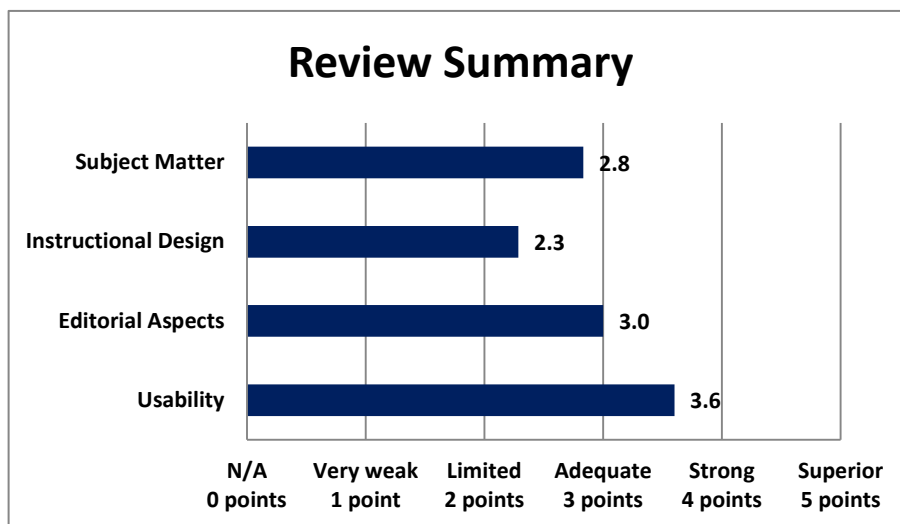 Review Summary
Subject Matter
2.8
Instructional Design
2.3
Editorial Aspects
3.0
Usability
3.6
N/A Very weak Limited Adequate Strong Superior
0 points 1 point 2 points 3 points 4 points 5 points